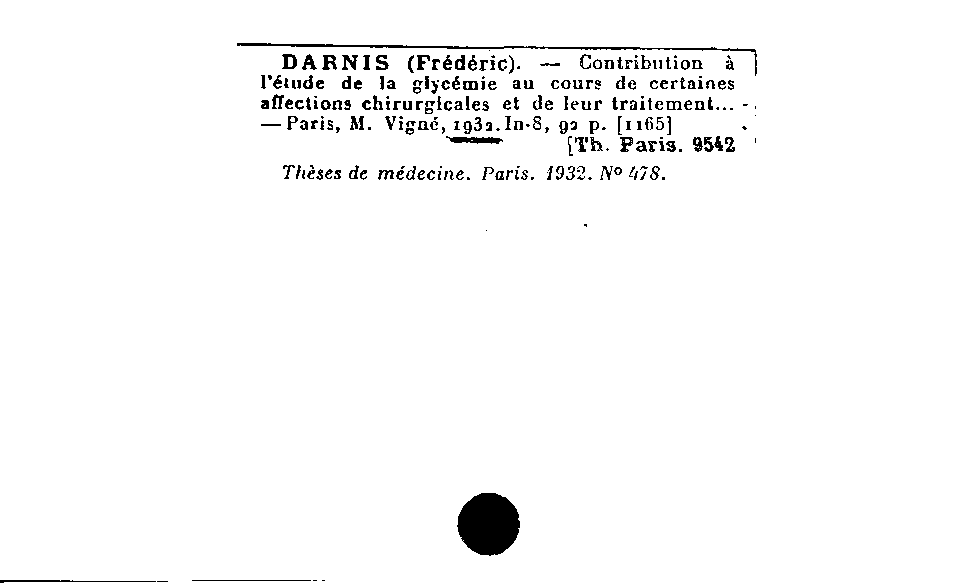 DARNIS (Frédéric). — Contribution à
l'étude de la glycémie au cours de certaines
affections chirurgicales et de leur traitement...
— Paris, M. Vigné, 1932. In-8, 92 p. [1165]
[Th. Paris. 9542
Thèses de médecine. Paris. 1932. Nº 478.